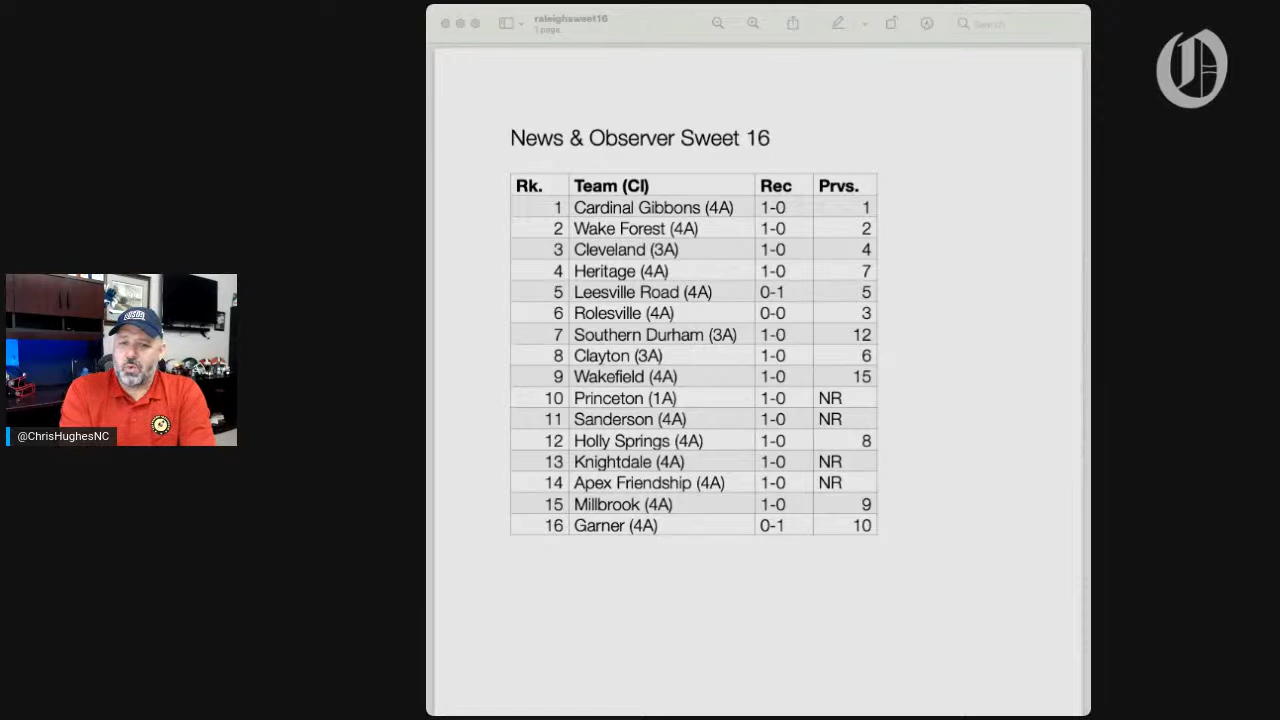 raleighsweet16
1 page
Search
News & Observer Sweet 16
Rk. Team (Cl) Rec Prvs.
1 Cardinal Gibbons (4A) 1-0 1
2 Wake Forest (4A) 1-0 2
3 Cleveland (3A) 1-0 4
4 Heritage (4A) 1-0 7
5 Leesville Road (4A) 0-1 5
6 Rolesville (4A) 0-0 3
7 Southern Durham (3A) 1-0 12
8 Clayton (3A) 1-0 6
9 Wakefield (4A) 1-0 15
10 Princeton (1A) 1-0 NR
11 Sanderson (4A) 1-0 NR
12 Holly Springs (4A) 1-0 8
13 Knightdale (4A) 1-0 NR
14 Apex Friendship (4A) 1-0 NR
15 Millbrook (4A) 1-0 9
16 Garner (4A) 0-1 10
@ChrisHughesNC
O